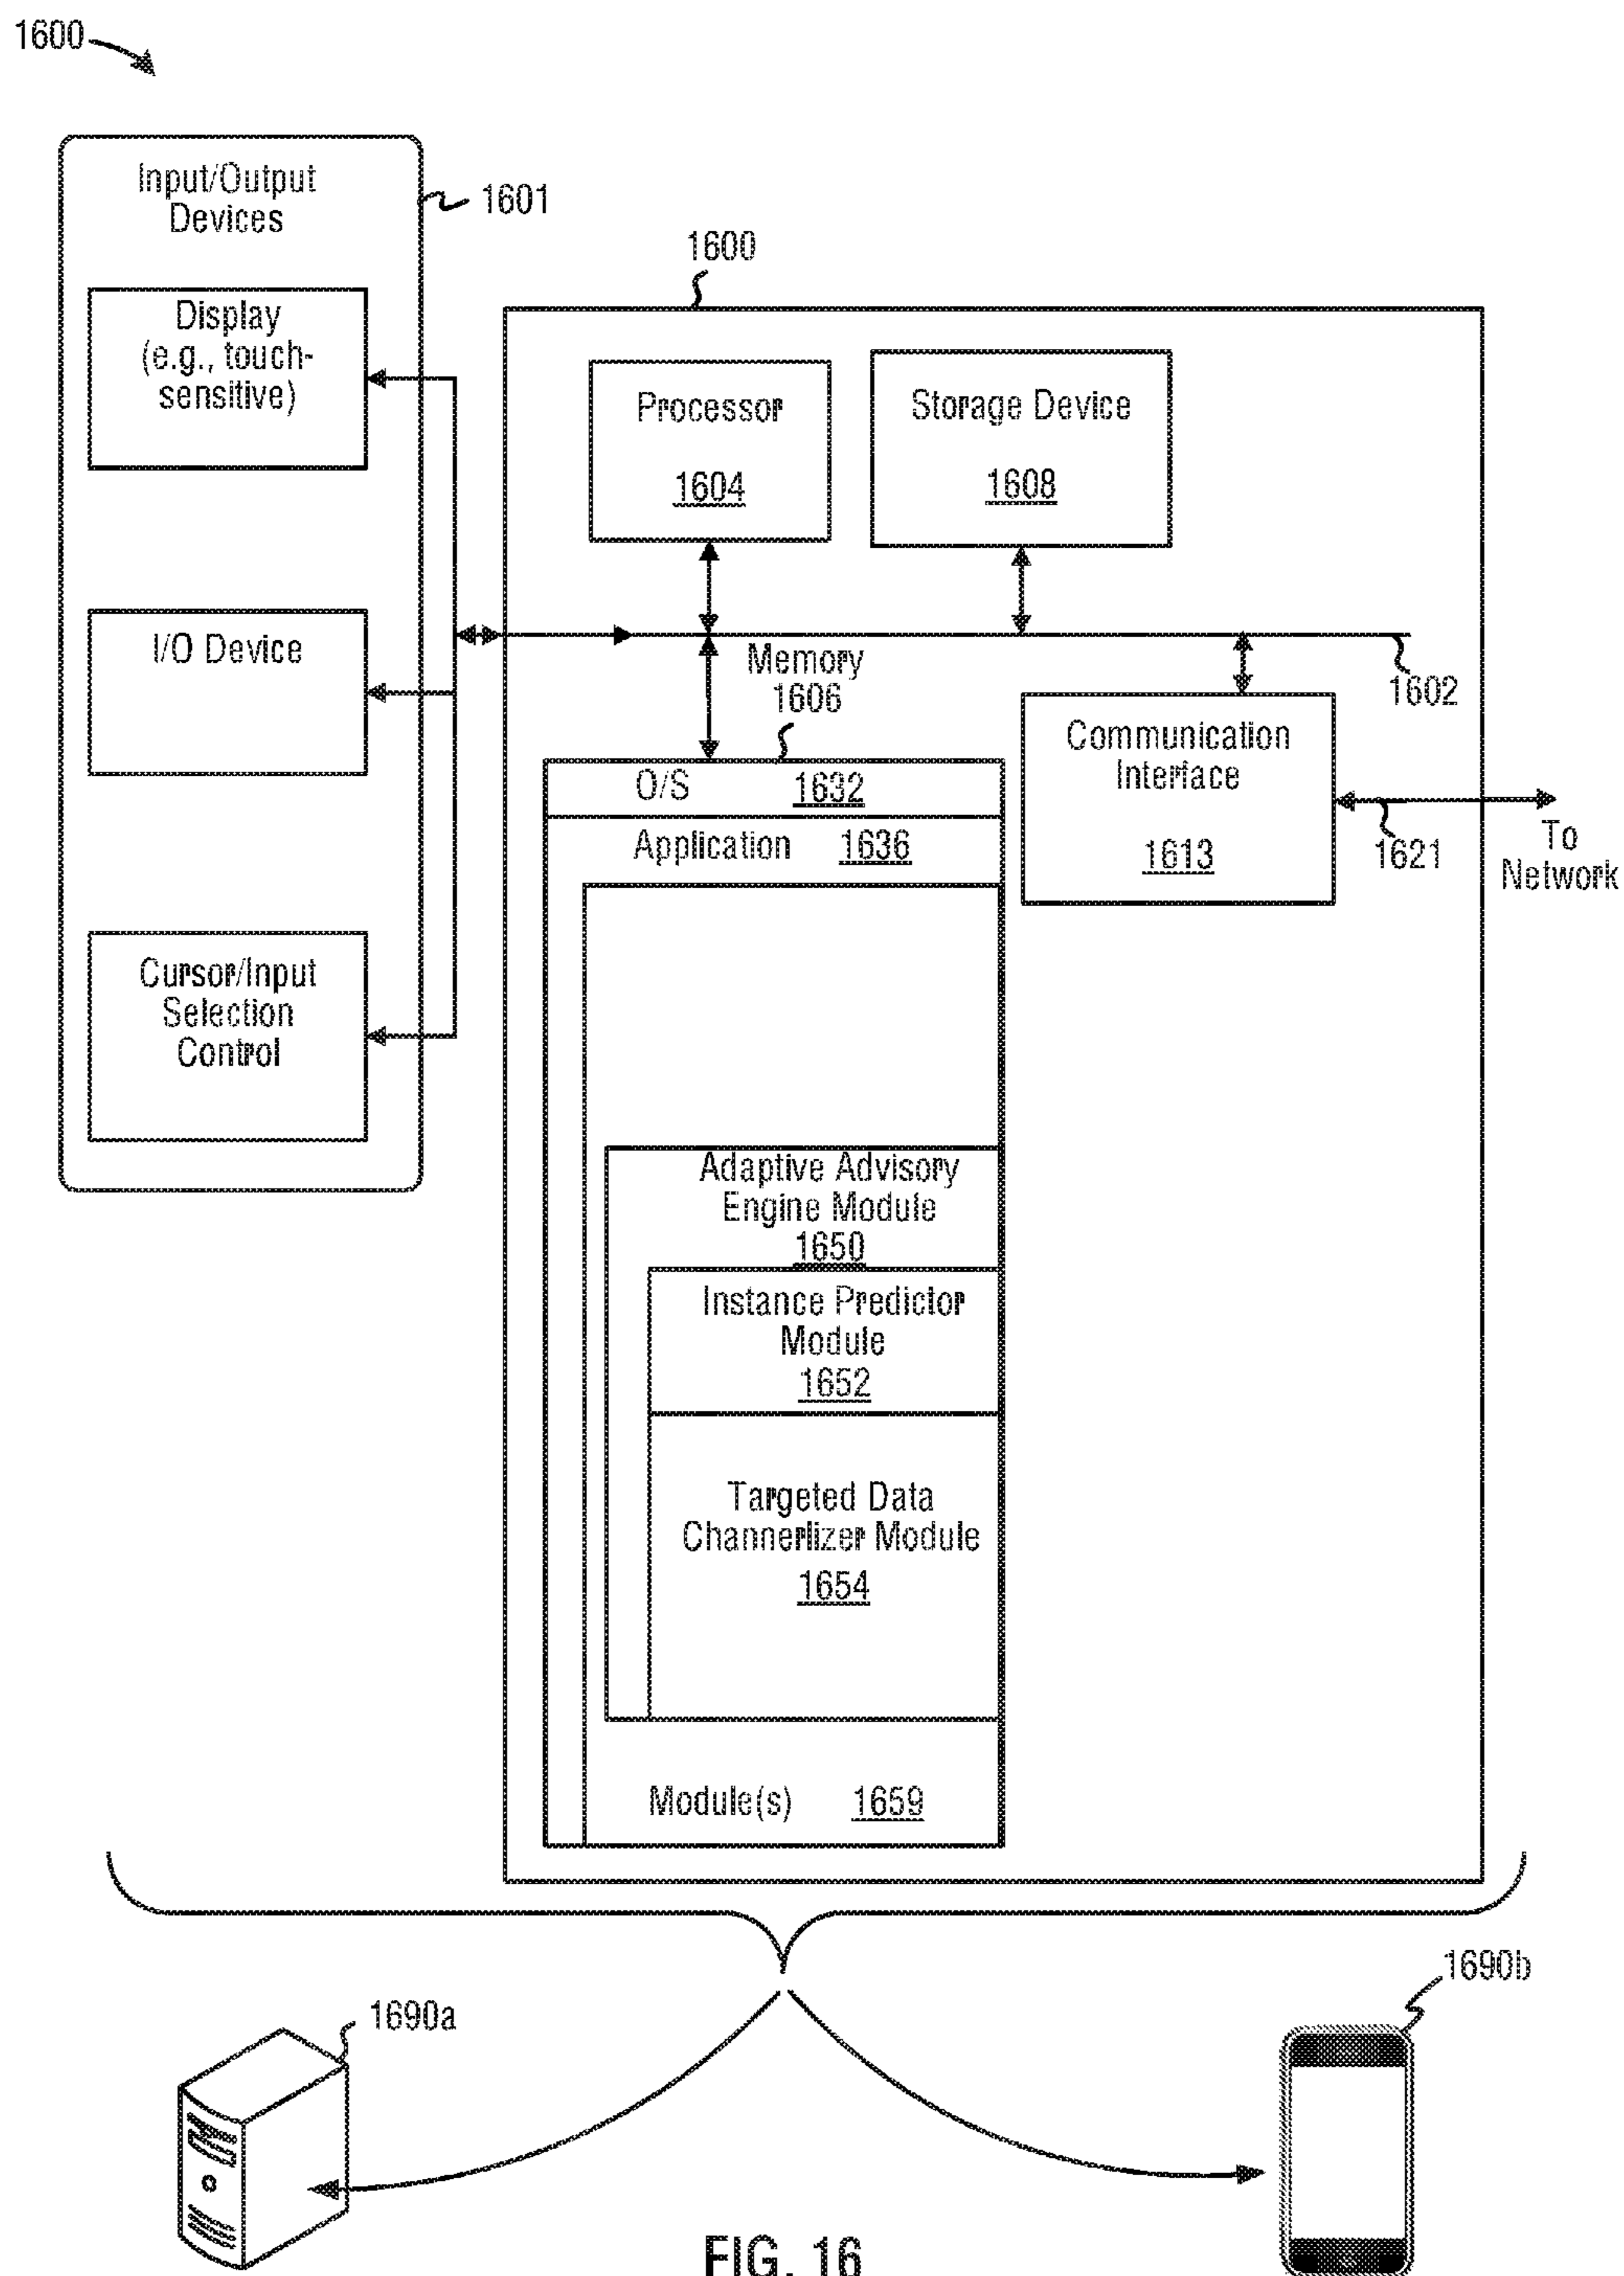 1600
Input/Output
Devices
1601
Display
(e.g., touch-
sensitive)
I/O Device
Cursor/Input
Selection
Control
1600
Processor
1604
Storage Device
1608
1602
Memory
1606
Communication
Interface
1613
1621
To
Network
O/S 1632
Application 1636
Adaptive Advisory
Engine Module
1650
Instance Predictor
Module
1652
Targeted Data
Channerlizer Module
1654
Module(s) 1659
1690a
1690b
FIG. 16